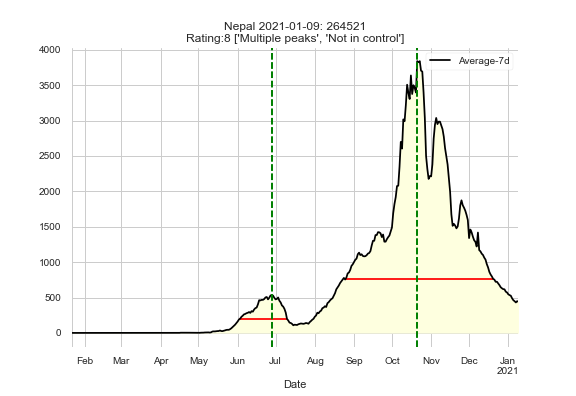 Nepal 2021-01-09: 264521
Rating:8 ['Multiple peaks', 'Not in control']
Average-7d
4000
3500
3000
2500
2000
1500
1000
500
0
Feb Mar Apr May Jun Jul Aug Sep Oct Nov Dec Jan
2021
Date